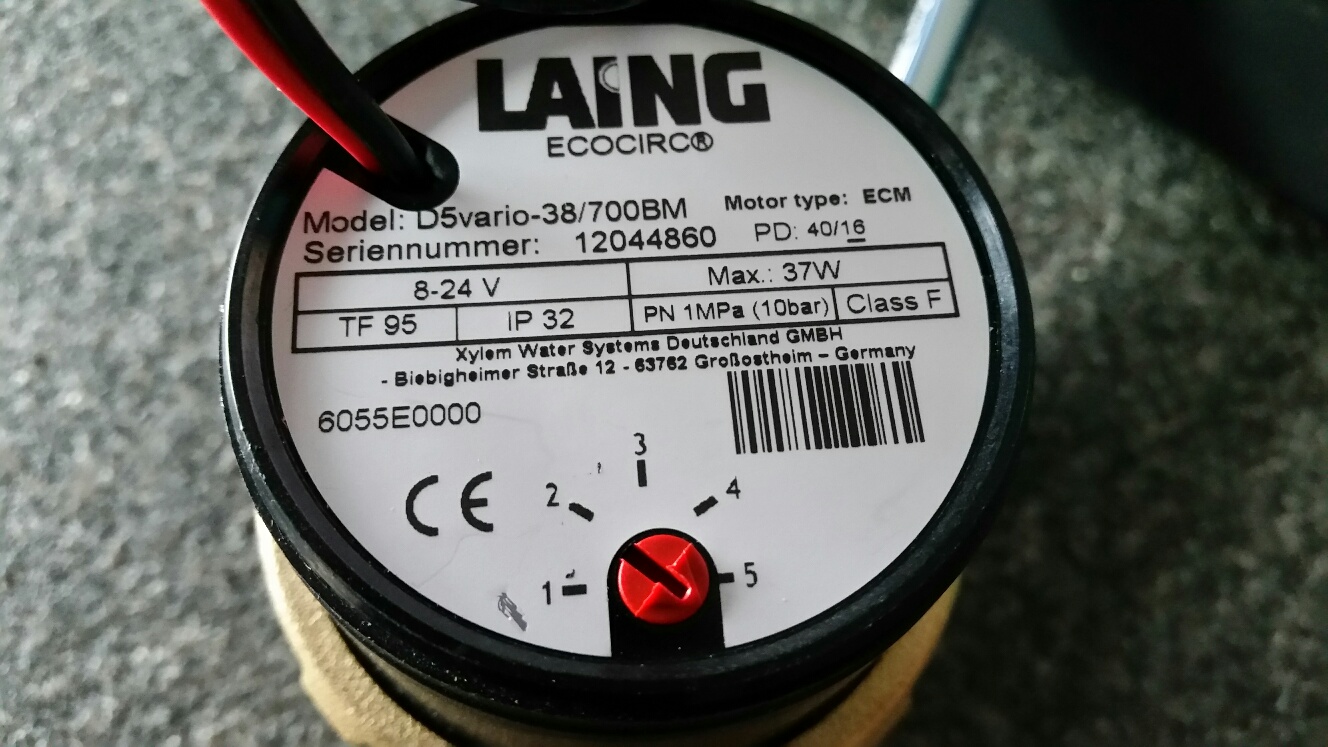 LAING
ECOCIRC®
Model: D5vario-38/700BM Motor type: ECM
Seriennummer: 12044860 PD: 40/16
8-24 V Max.: 37W
TF 95 IP 32 PN 1MPa (10bar) Class F
Xylem Water Systems Deutschland GMBH
- Biebigheimer Straße 12 - 63762 Großostheim – Germany
6055E0000
CE
1 2 3 4 5